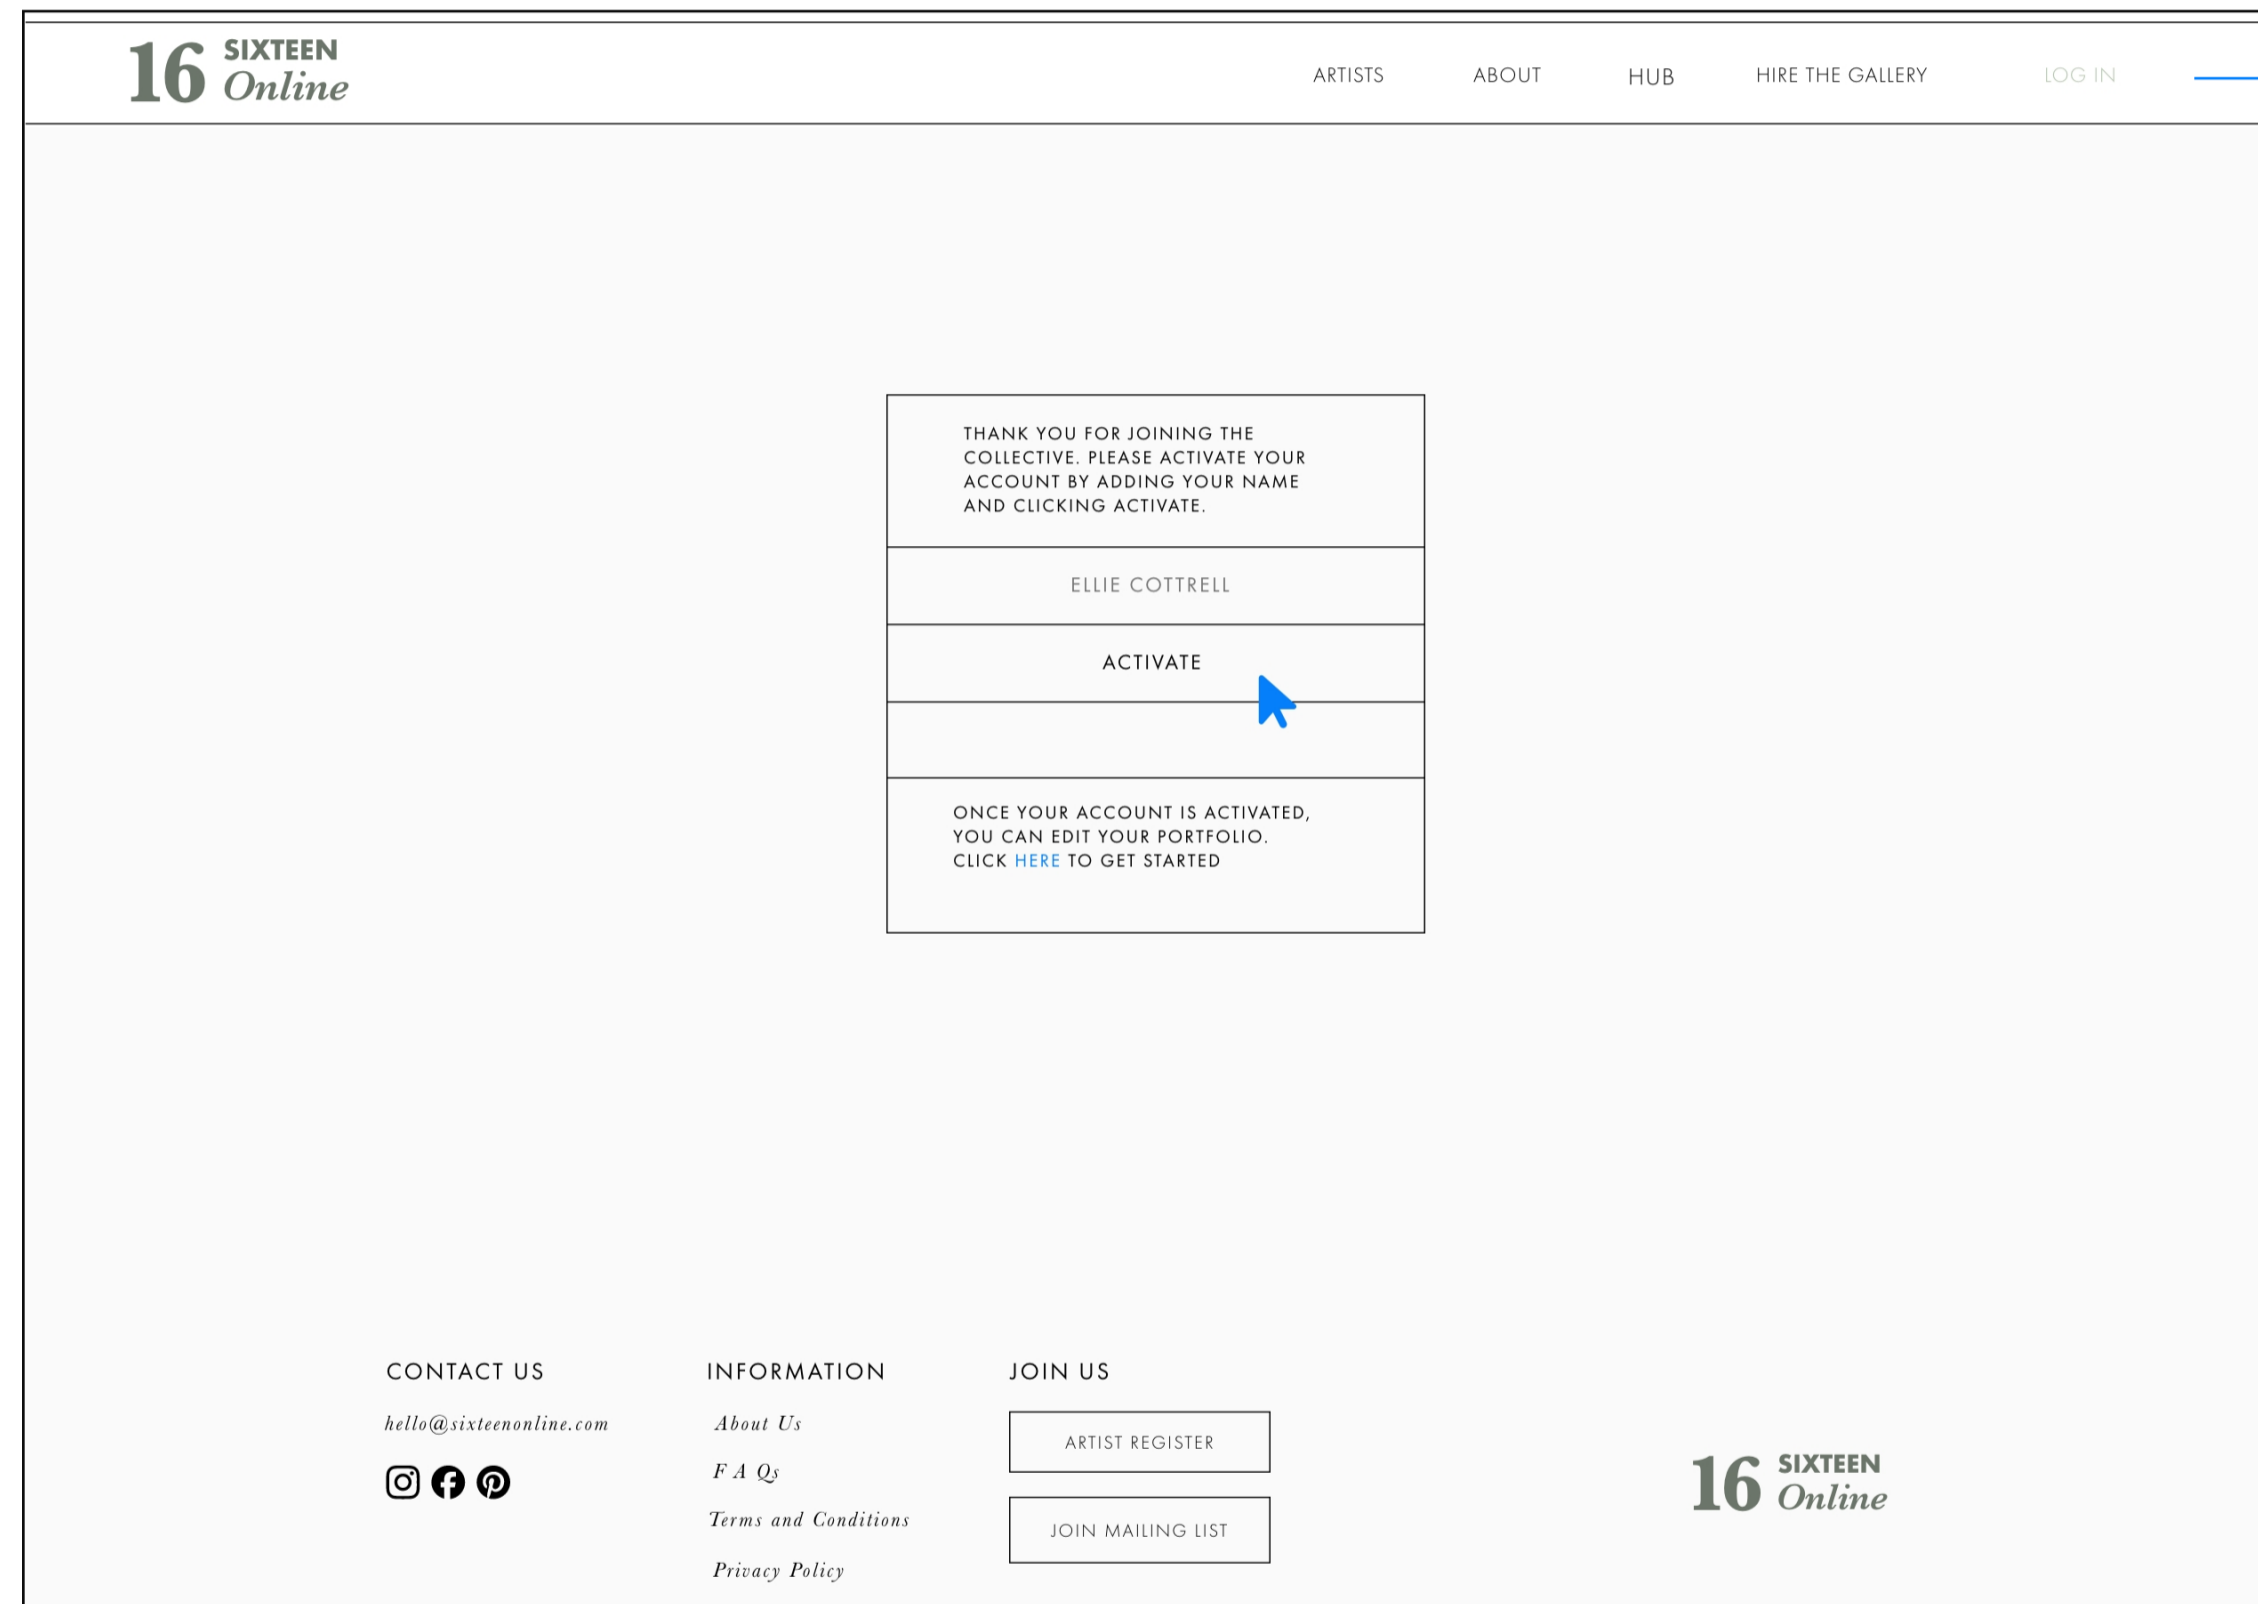 16 SIXTEEN
Online
ARTISTS ABOUT HUB HIRE THE GALLERY LOG IN
THANK YOU FOR JOINING THE
COLLECTIVE. PLEASE ACTIVATE YOUR
ACCOUNT BY ADDING YOUR NAME
AND CLICKING ACTIVATE.
ELLIE COTTRELL
ACTIVATE
ONCE YOUR ACCOUNT IS ACTIVATED,
YOU CAN EDIT YOUR PORTFOLIO.
CLICK HERE TO GET STARTED
CONTACT US
hello@sixteenonline.com
INFORMATION
About Us
F A Qs
Terms and Conditions
Privacy Policy
JOIN US
ARTIST REGISTER
JOIN MAILING LIST
16 SIXTEEN
Online